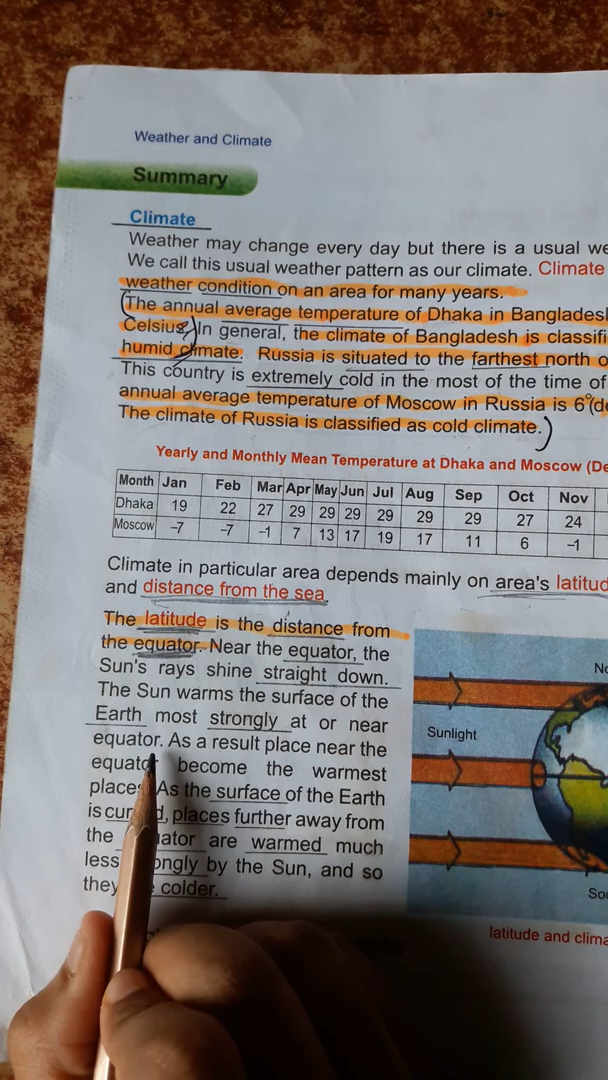 Weather and Climate
Summary
Climate
Weather may change every day but there is a usual we
We call this usual weather pattern as our climate. Climate
weather condition on an area for many years.
(The annual average temperature of Dhaka in Banglades
Celsius.) In general, the climate of Bangladesh is classifi
humid climate. Russia is situated to the farthest north o
This country is extremely cold in the most of the time of
annual average temperature of Moscow in Russia is 6°(de
The climate of Russia is classified as cold climate.)
Yearly and Monthly Mean Temperature at Dhaka and Moscow (De
Month Jan Feb Mar Apr May Jun Jul Aug Sep Oct Nov
Dhaka 19 22 27 29 29 29 29 29 29 27 24
Moscow –7 –7 –1 7 13 17 19 17 11 6 –1
Climate in particular area depends mainly on area's latitud
and distance from the sea
The latitude is the distance from
the equator. Near the equator, the
Sun's rays shine straight down.
The Sun warms the surface of the
Earth most strongly at or near
equator. As a result place near the
equator become the warmest
places As the surface of the Earth
is cur d, places further away from
the uator are warmed much
less ongly by the Sun, and so
they e colder.
No
Sunlight
Sou
latitude and clima